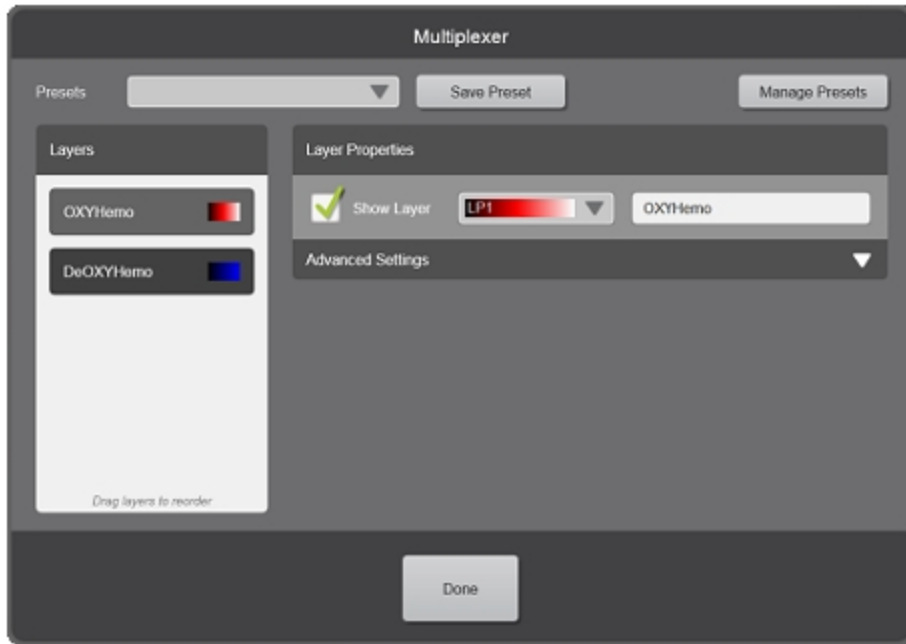 Multiplexer
Presets
Save Preset
Manage Presets
Layers
OXYHemo
DeOXYHemo
Drag layers to reorder
Layer Properties
Show Layer
LP1
OXYHemo
Advanced Settings
Done